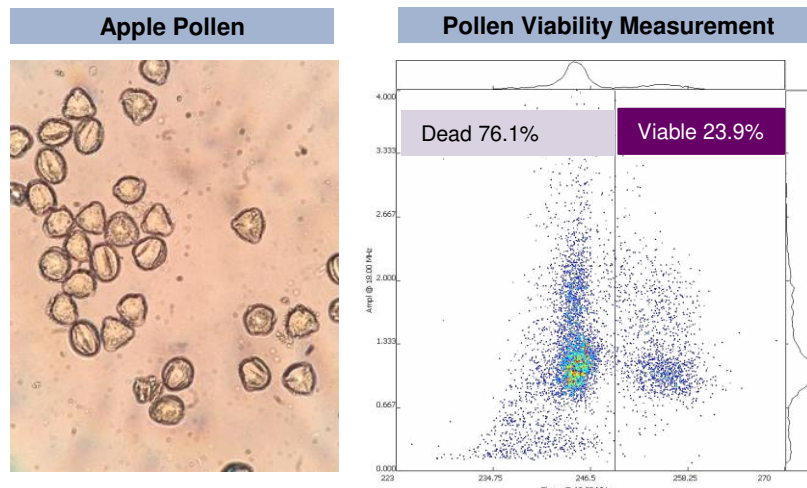 Apple Pollen
Pollen Viability Measurement
4.000
Dead 76.1%
Viable 23.9%
3.333
2.667
2.000
1.333
0.667
0.000
Ampl @ 18.00 MHz
223
234.75
246.5
258.25
270